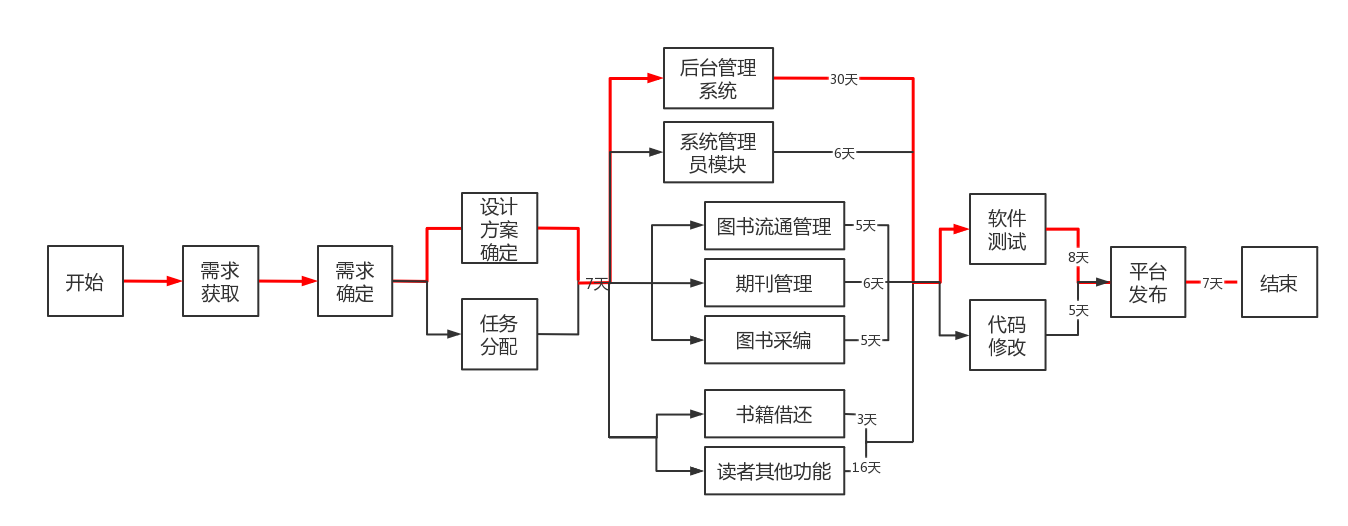 开始
需求
获取
需求
确定
设计
方案
确定
任务
分配
7天
后台管理
系统
30天
系统管理
员模块
6天
图书流通管理
5天
期刊管理
6天
图书采编
5天
书籍借还
3天
读者其他功能
16天
软件
测试
8天
代码
修改
5天
平台
发布
7天
结束